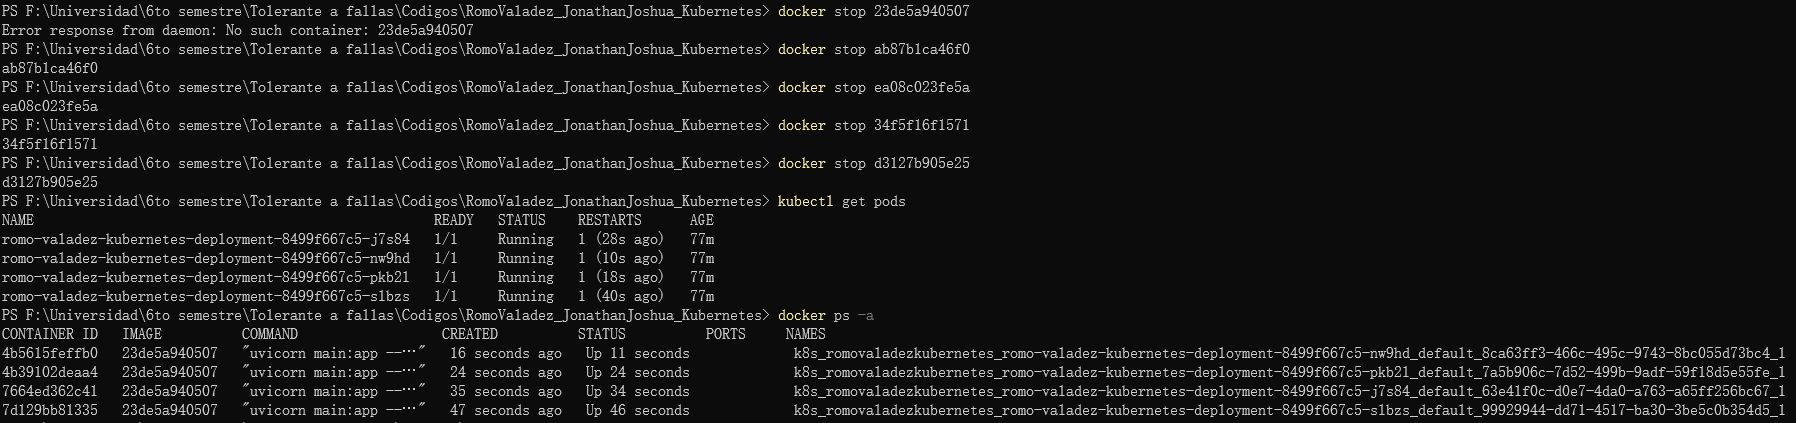 PS F:\Universidad\6to semestre\Tolerante a fallas\Codigos\RomoValadez_JonathanJoshua_Kubernetes> docker stop 23de5a940507
Error response from daemon: No such container: 23de5a940507
PS F:\Universidad\6to semestre\Tolerante a fallas\Codigos\RomoValadez_JonathanJoshua_Kubernetes> docker stop ab87b1ca46f0
ab87b1ca46f0
PS F:\Universidad\6to semestre\Tolerante a fallas\Codigos\RomoValadez_JonathanJoshua_Kubernetes> docker stop ea08c023fe5a
ea08c023fe5a
PS F:\Universidad\6to semestre\Tolerante a fallas\Codigos\RomoValadez_JonathanJoshua_Kubernetes> docker stop 34f5f16f1571
34f5f16f1571
PS F:\Universidad\6to semestre\Tolerante a fallas\Codigos\RomoValadez_JonathanJoshua_Kubernetes> docker stop d3127b905e25
d3127b905e25
PS F:\Universidad\6to semestre\Tolerante a fallas\Codigos\RomoValadez_JonathanJoshua_Kubernetes> kubectl get pods
NAME READY STATUS RESTARTS AGE
romo-valadez-kubernetes-deployment-8499f667c5-j7s84 1/1 Running 1 (28s ago) 77m
romo-valadez-kubernetes-deployment-8499f667c5-nw9hd 1/1 Running 1 (10s ago) 77m
romo-valadez-kubernetes-deployment-8499f667c5-pkb2l 1/1 Running 1 (18s ago) 77m
romo-valadez-kubernetes-deployment-8499f667c5-slbzs 1/1 Running 1 (40s ago) 77m
PS F:\Universidad\6to semestre\Tolerante a fallas\Codigos\RomoValadez_JonathanJoshua_Kubernetes> docker ps -a
CONTAINER ID IMAGE COMMAND CREATED STATUS PORTS NAMES
4b5615feffb0 23de5a940507 "uvicorn main:app --…" 16 seconds ago Up 11 seconds k8s_romovaladezkubernetes_romo-valadez-kubernetes-deployment-8499f667c5-nw9hd_default_8ca63ff3-466c-495c-9743-8bc055d73bc4_1
4b39102deaa4 23de5a940507 "uvicorn main:app --…" 24 seconds ago Up 24 seconds k8s_romovaladezkubernetes_romo-valadez-kubernetes-deployment-8499f667c5-pkb2l_default_7a5b906c-7d52-499b-9adf-59f18d5e55fe_1
7664ed362c41 23de5a940507 "uvicorn main:app --…" 35 seconds ago Up 34 seconds k8s_romovaladezkubernetes_romo-valadez-kubernetes-deployment-8499f667c5-j7s84_default_63e41f0c-d0e7-4da0-a763-a65ff256bc67_1
7d129bb81335 23de5a940507 "uvicorn main:app --…" 47 seconds ago Up 46 seconds k8s_romovaladezkubernetes_romo-valadez-kubernetes-deployment-8499f667c5-slbzs_default_99929944-dd71-4517-ba30-3be5c0b354d5_1